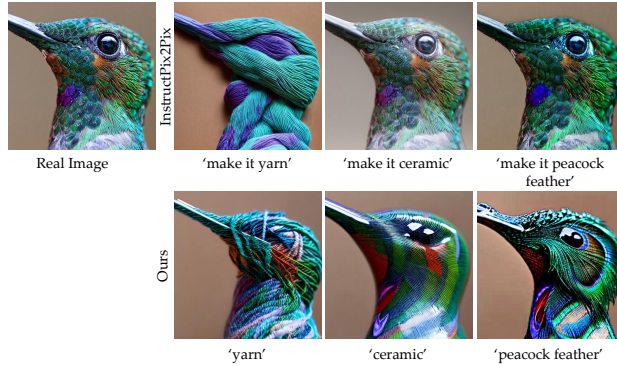 InstructPix2Pix
Real Image
'make it yarn'
'make it ceramic'
'make it peacock
feather'
Ours
'yarn'
'ceramic'
'peacock feather'